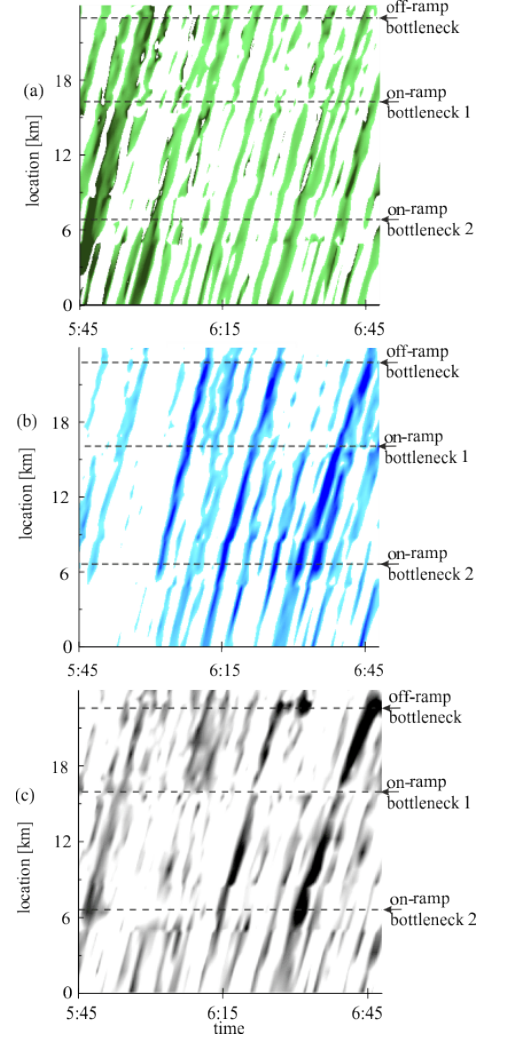 off-ramp
bottleneck
18
(a)
on-ramp
bottleneck 1
location [km]
12
on-ramp
bottleneck 2
6
0
5:45 6:15 6:45
off-ramp
bottleneck
(b)
18
on-ramp
bottleneck 1
location [km]
12
on-ramp
bottleneck 2
6
0
5:45 6:15 6:45
off-ramp
bottleneck
18
(c)
on-ramp
bottleneck 1
location [km]
12
on-ramp
bottleneck 2
6
0
5:45 6:15 6:45
time